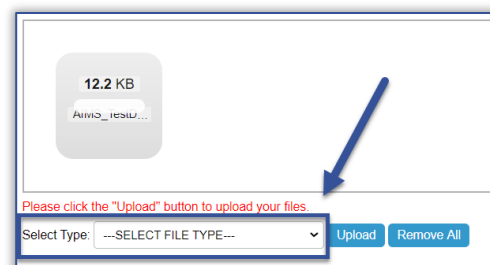 12.2 KB
AIMS_TestD...
Please click the "Upload" button to upload your files.
Select Type: ---SELECT FILE TYPE--- Upload Remove All